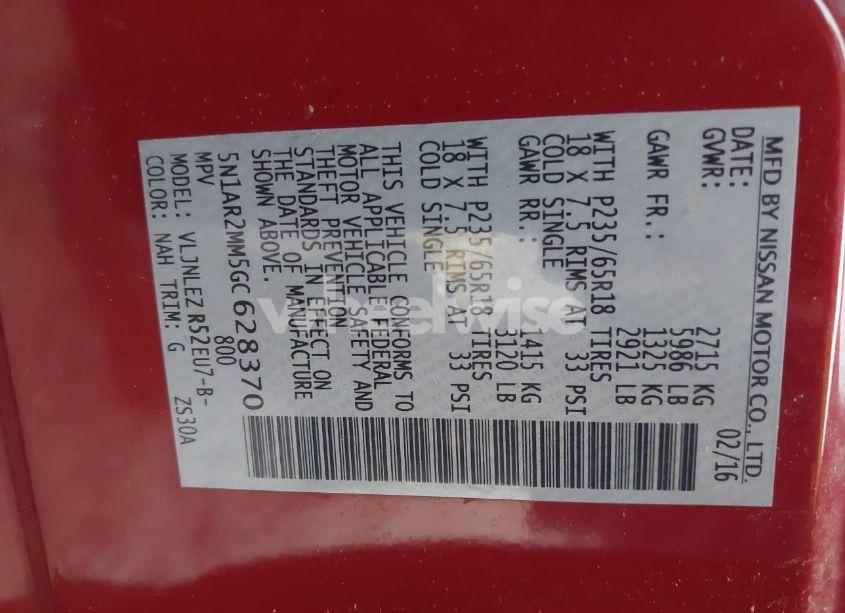 MFD BY NISSAN MOTOR CO., LTD.
DATE: 02/16
GVWR: 2715 KG
5986 LB
GAWR FR.: 1325 KG
2921 LB
WITH P235/65R18 TIRES
18 X 7.5 RIMS AT 33 PSI
COLD SINGLE
GAWR RR.: 1415 KG
3120 LB
WITH P235/65R18 TIRES
18 X 7.5 RIMS AT 33 PSI
COLD SINGLE
THIS VEHICLE CONFORMS TO
ALL APPLICABLE FEDERAL
MOTOR VEHICLE SAFETY AND
THEFT PREVENTION
STANDARDS IN EFFECT ON
THE DATE OF MANUFACTURE
SHOWN ABOVE.
5N1AR2MM5GC628370
MPV 800
MODEL: VLJNLEZ R52EU7-B-
COLOR: NAH TRIM: G ZS30A
wheelwise